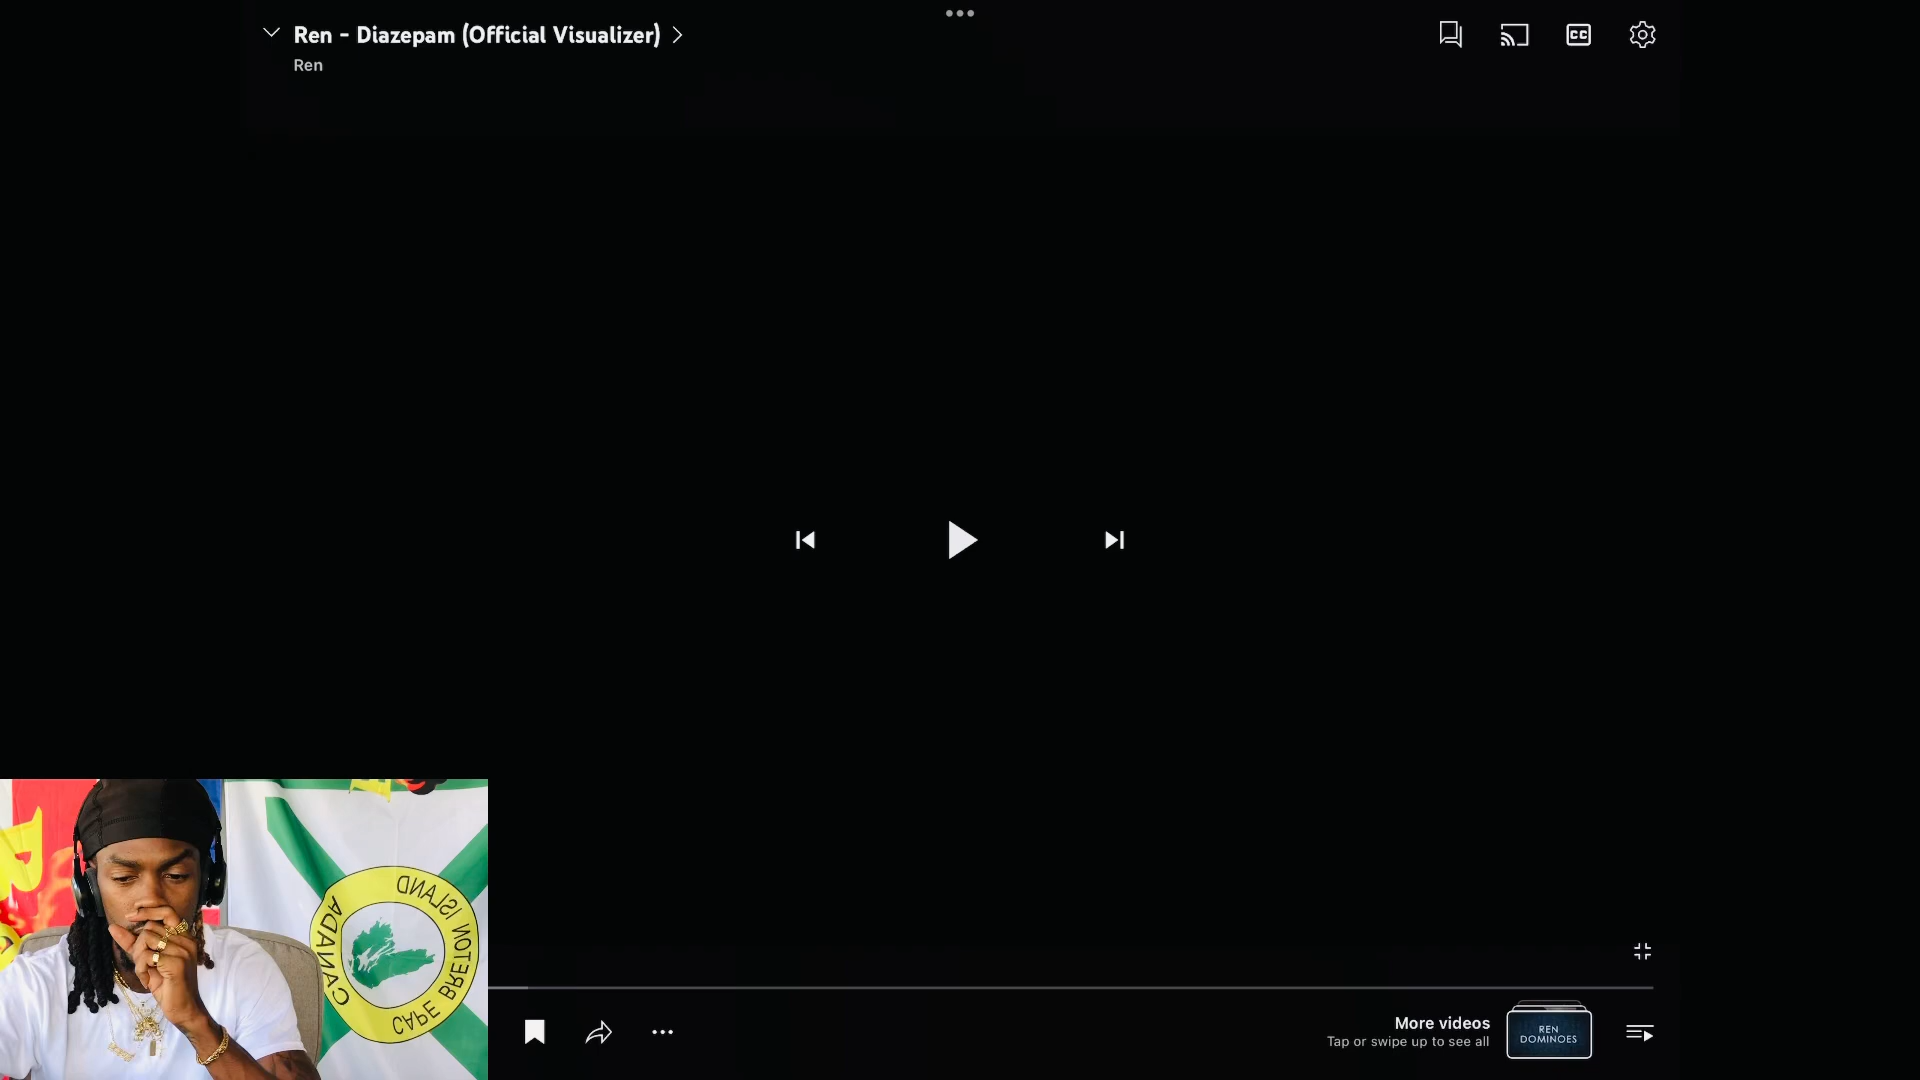 Ren - Diazepam (Official Visualizer)
Ren
CC
CAPE BRETON ISLAND
CANADA
More videos
Tap or swipe up to see all
REN
DOMINOES